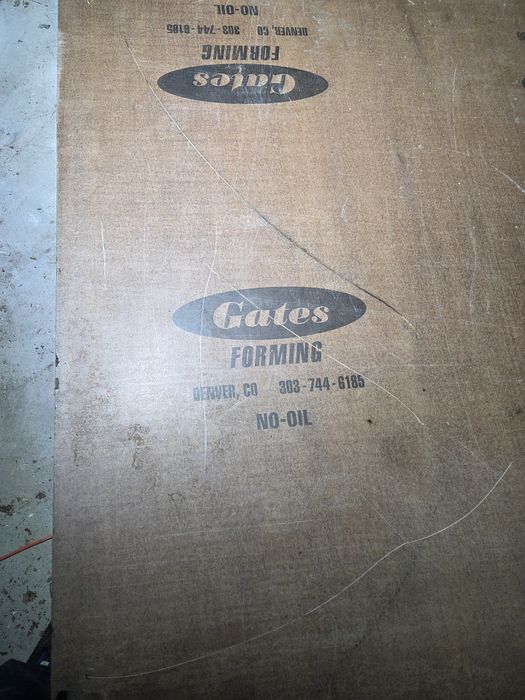 NO-OIL
DENVER, CO 303-744-6185
FORMING
Gates
Gates
FORMING
DENVER, CO 303-744-6185
NO-OIL